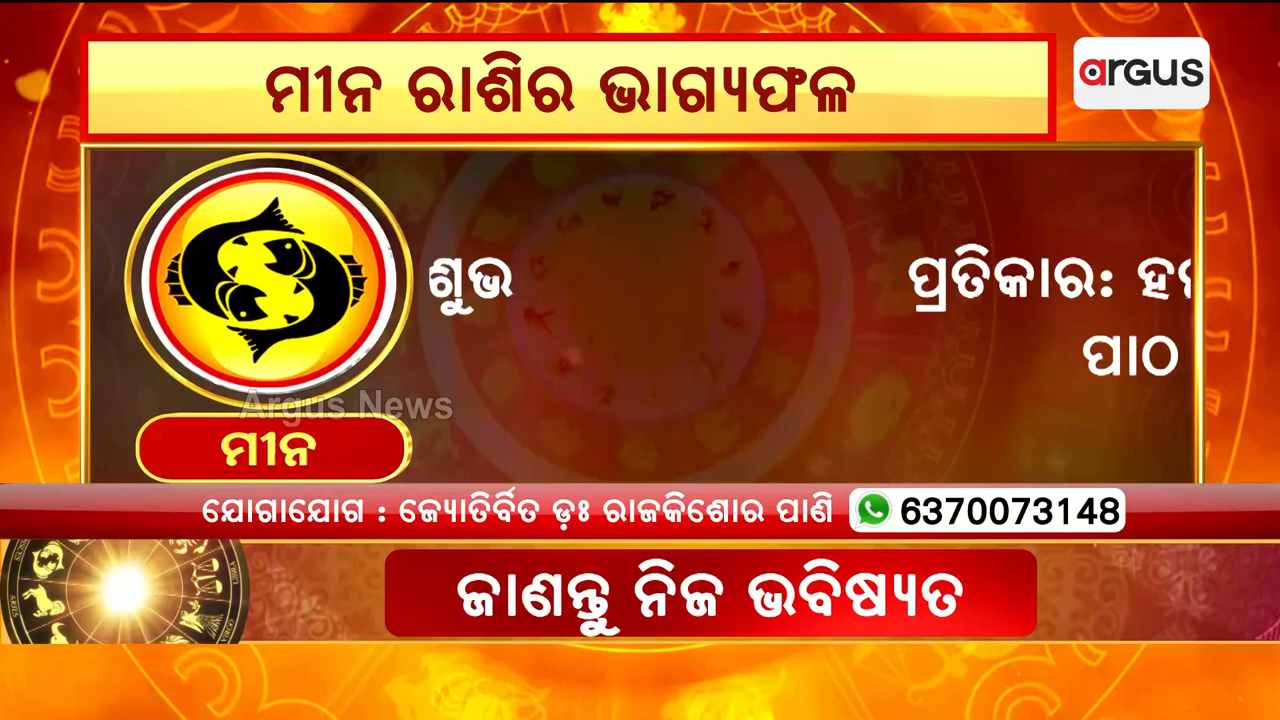 ମୀନ ରାଶିର ଭାଗ୍ୟଫଳ
argus
ଶୁଭ
ପ୍ରତିକାର:
ପାଠ
Argus News
ମୀନ
ଯୋଗାଯୋଗ : ଜ୍ୟୋତିର୍ବିତ ଡ଼ଃ ରାଜକିଶୋର ପାଣି 6370073148
ଜାଣନ୍ତୁ ନିଜ ଭବିଷ୍ୟତ